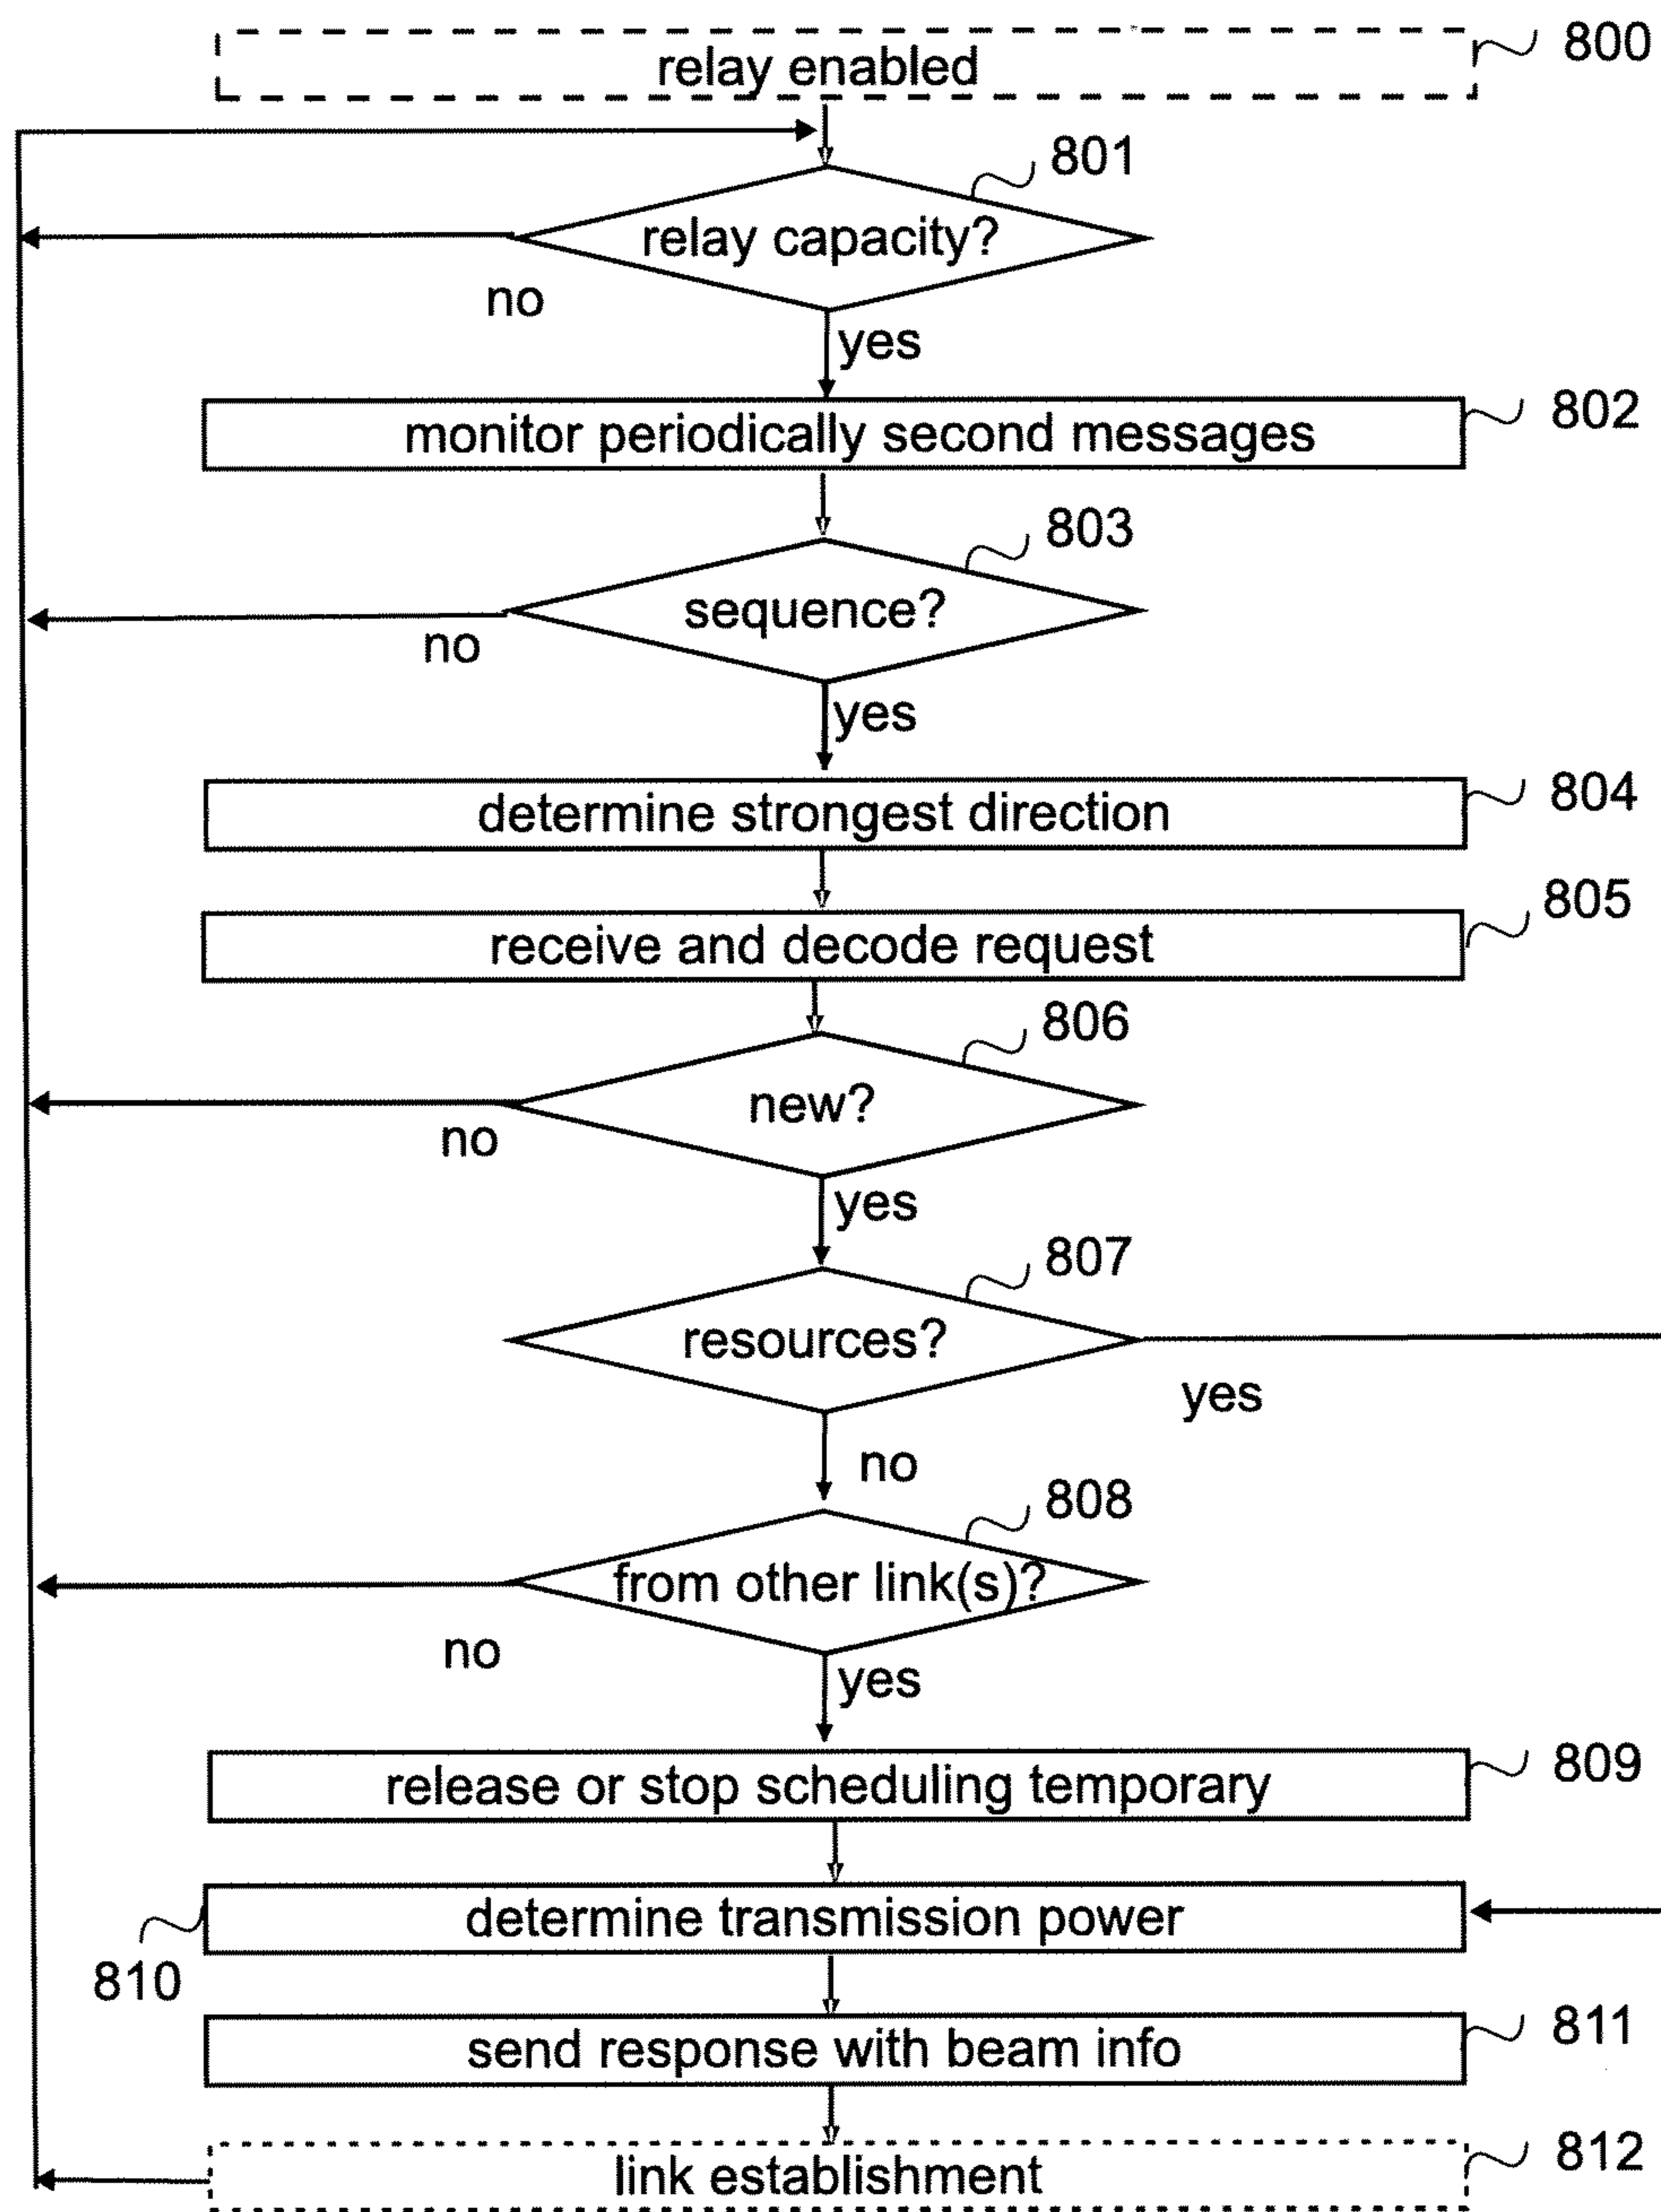 relay enabled
800
801
relay capacity?
no
yes
802
monitor periodically second messages
803
sequence?
no
yes
804
determine strongest direction
805
receive and decode request
806
new?
no
yes
807
resources?
yes
no
808
from other link(s)?
no
yes
809
release or stop scheduling temporary
determine transmission power
810
811
send response with beam info
812
link establishment